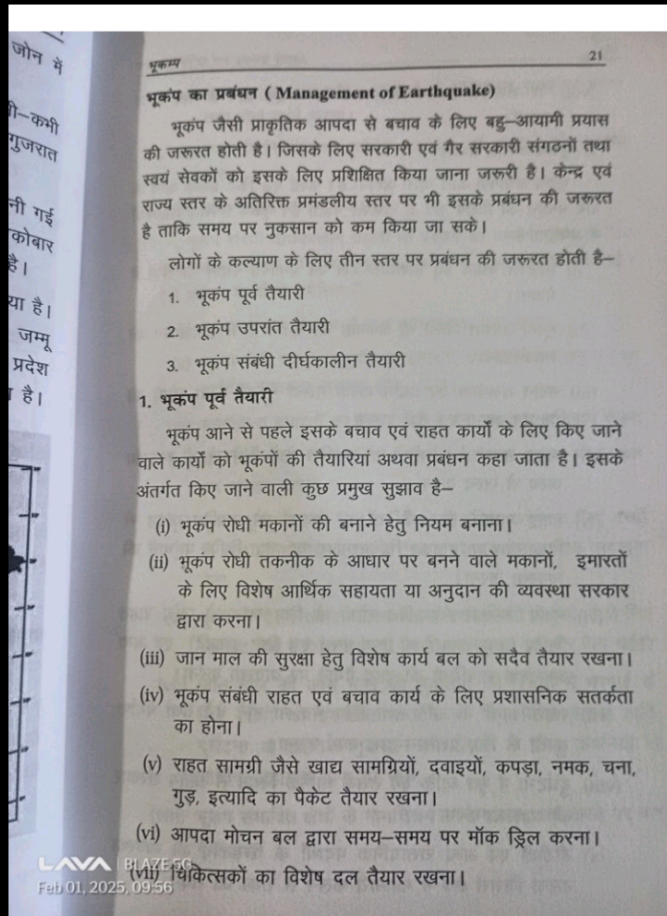 जोन में
ी–कभी
गुजरात
नी गई
कोबार
है।
या है।
जम्मू
प्रदेश
है।
भूकम्प 21
भूकंप का प्रबंधन ( Management of Earthquake)
भूकंप जैसी प्राकृतिक आपदा से बचाव के लिए बहु–आयामी प्रयास
की जरूरत होती है। जिसके लिए सरकारी एवं गैर सरकारी संगठनों तथा
स्वयं सेवकों को इसके लिए प्रशिक्षित किया जाना जरूरी है। केन्द्र एवं
राज्य स्तर के अतिरिक्त प्रमंडलीय स्तर पर भी इसके प्रबंधन की जरूरत
है ताकि समय पर नुकसान को कम किया जा सके।
लोगों के कल्याण के लिए तीन स्तर पर प्रबंधन की जरूरत होती है–
1. भूकंप पूर्व तैयारी
2. भूकंप उपरांत तैयारी
3. भूकंप संबंधी दीर्घकालीन तैयारी
1. भूकंप पूर्व तैयारी
भूकंप आने से पहले इसके बचाव एवं राहत कार्यों के लिए किए जाने
वाले कार्यों को भूकंपों की तैयारियां अथवा प्रबंधन कहा जाता है। इसके
अंतर्गत किए जाने वाली कुछ प्रमुख सुझाव है–
(i) भूकंप रोधी मकानों की बनाने हेतु नियम बनाना।
(ii) भूकंप रोधी तकनीक के आधार पर बनने वाले मकानों, इमारतों
के लिए विशेष आर्थिक सहायता या अनुदान की व्यवस्था सरकार
द्वारा करना।
(iii) जान माल की सुरक्षा हेतु विशेष कार्य बल को सदैव तैयार रखना।
(iv) भूकंप संबंधी राहत एवं बचाव कार्य के लिए प्रशासनिक सतर्कता
का होना।
(v) राहत सामग्री जैसे खाद्य सामग्रियों, दवाइयों, कपड़ा, नमक, चना,
गुड़, इत्यादि का पैकेट तैयार रखना।
(vi) आपदा मोचन बल द्वारा समय–समय पर मॉक ड्रिल करना।
(vii) चिकित्सकों का विशेष दल तैयार रखना।
LAVA | BLAZE 5G
Feb 01, 2025, 09:56